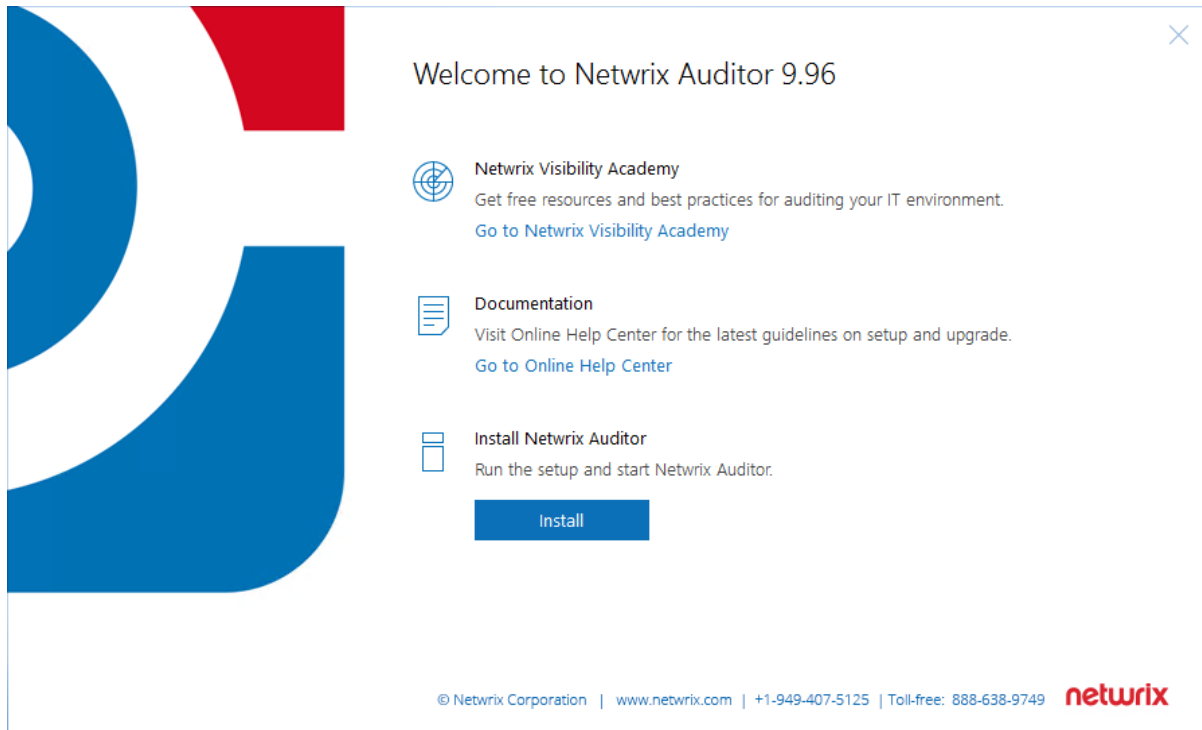 Welcome to Netwrix Auditor 9.96
Netwrix Visibility Academy
Get free resources and best practices for auditing your IT environment.
Go to Netwrix Visibility Academy
Documentation
Visit Online Help Center for the latest guidelines on setup and upgrade.
Go to Online Help Center
Install Netwrix Auditor
Run the setup and start Netwrix Auditor.
Install
© Netwrix Corporation | www.netwrix.com | +1-949-407-5125 | Toll-free: 888-638-9749 netwrix